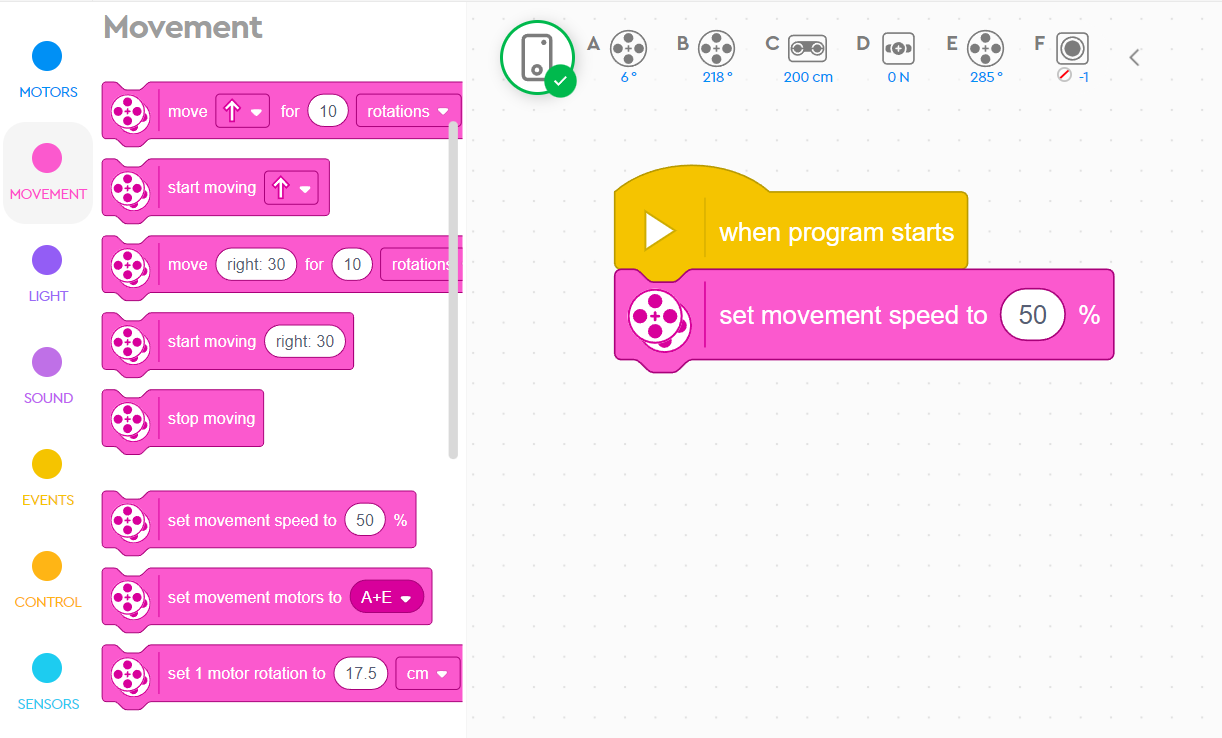 Movement
MOTORS
MOVEMENT
LIGHT
SOUND
EVENTS
CONTROL
SENSORS
move for 10 rotations
start moving
move right: 30 for 10 rotations
start moving right: 30
stop moving
set movement speed to 50 %
set movement motors to A+E
set 1 motor rotation to 17.5 cm
A 6 °
B 218 °
C 200 cm
D 0 N
E 285 °
F -1
when program starts
set movement speed to 50 %